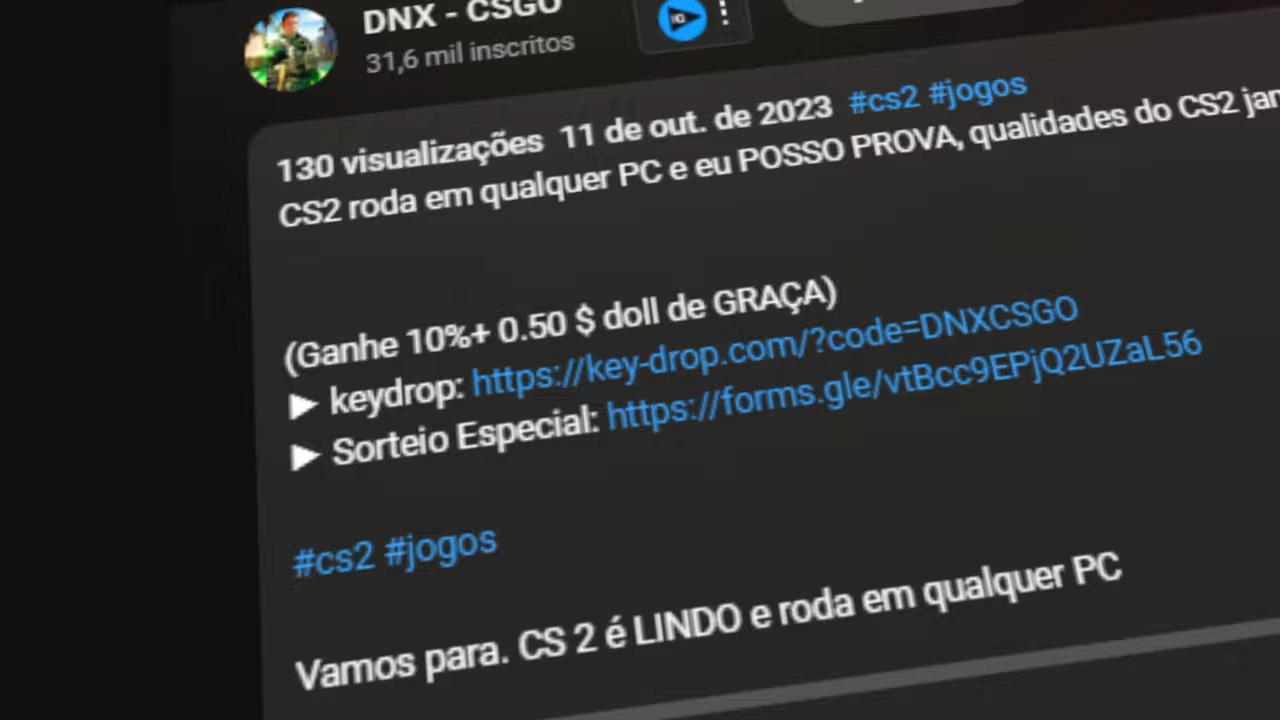 DNX - CSGO
31,6 mil inscritos
130 visualizações 11 de out. de 2023 #cs2 #jogos
CS2 roda em qualquer PC e eu POSSO PROVA, qualidades do CS2 jan
(Ganhe 10%+ 0.50 $ doll de GRAÇA)
► keydrop: https://key-drop.com/?code=DNXCSGO
► Sorteio Especial: https://forms.gle/vtBcc9EPjQ2UZaL56
#cs2 #jogos
Vamos para. CS 2 é LINDO e roda em qualquer PC